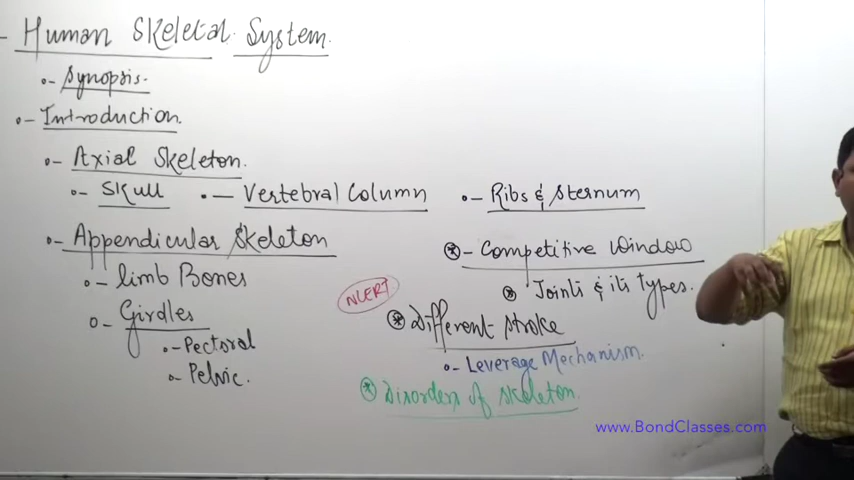 - Human Skeletal System.
- Synopsis.
- Introduction.
- Axial Skeleton.
- Skull - Vertebral Column - Ribs & Sternum
- Appendicular Skeleton
- limb Bones
- Girdles
- Pectoral
- Pelvic.
- Competitive Window
Joints & its types.
NCERT
Different Stroke
- Leverage Mechanism.
Disorders of Skeleton.
www.BondClasses.com